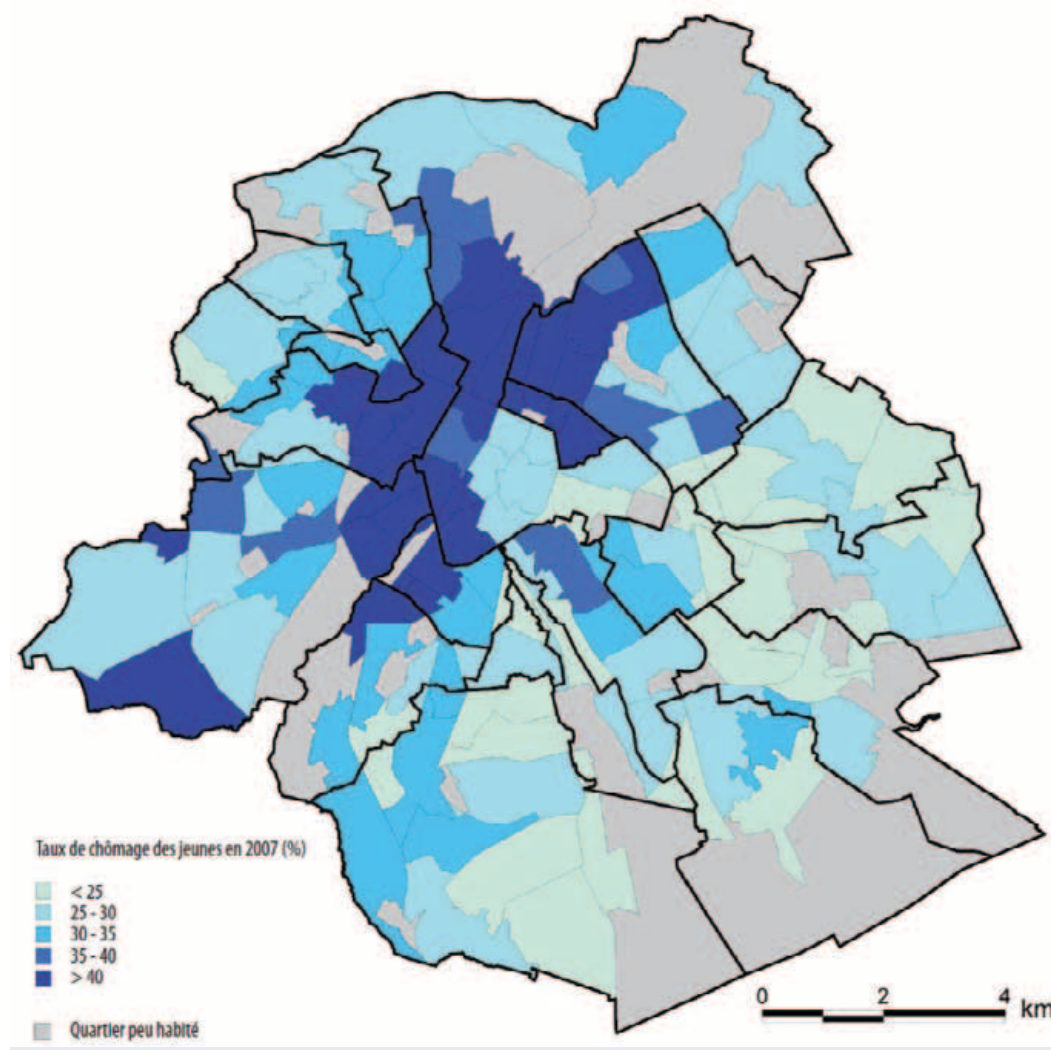 Taux de chômage des jeunes en 2007 (%)
< 25
25 - 30
30 - 35
35 - 40
> 40
Quartier peu habité
0 2 4 km